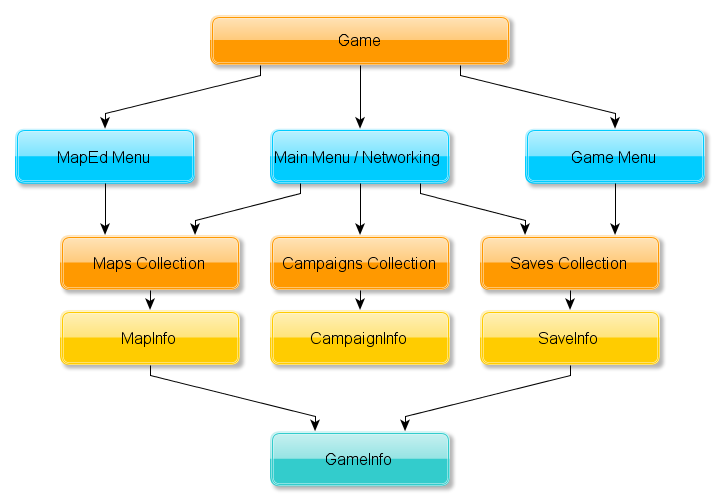 Game
MapEd Menu
Main Menu / Networking
Game Menu
Maps Collection
Campaigns Collection
Saves Collection
MapInfo
CampaignInfo
SaveInfo
GameInfo